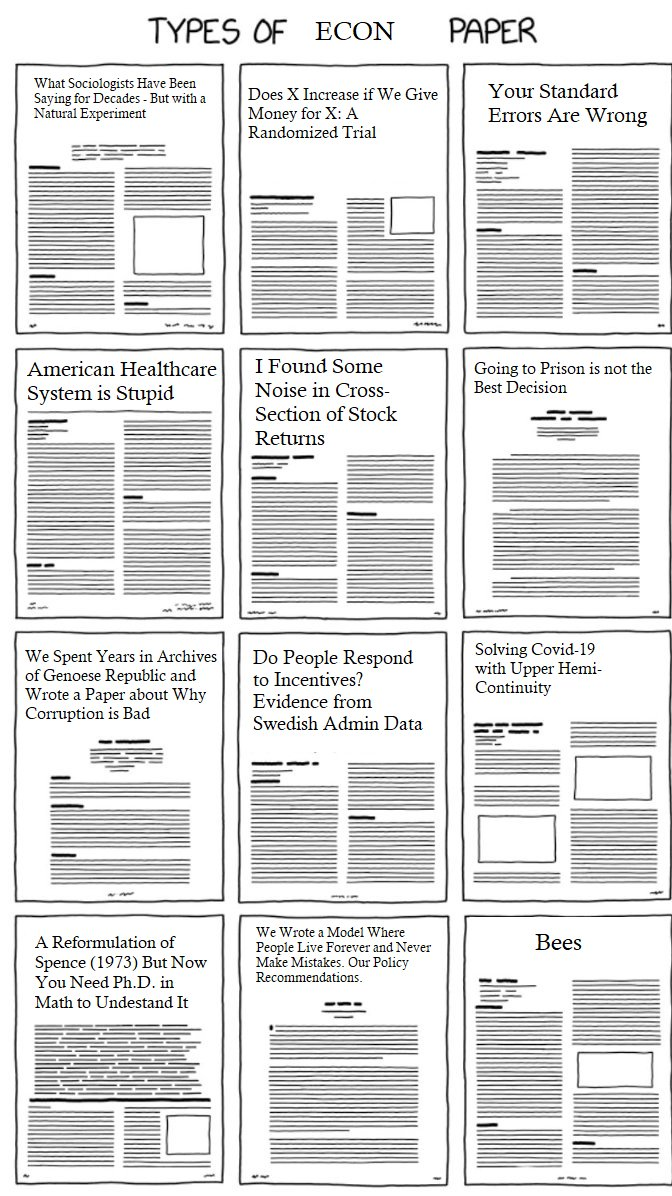 TYPES OF ECON PAPER
What Sociologists Have Been
Saying for Decades - But with a
Natural Experiment
Does X Increase if We Give
Money for X: A
Randomized Trial
Your Standard
Errors Are Wrong
American Healthcare
System is Stupid
I Found Some
Noise in Cross-
Section of Stock
Returns
Going to Prison is not the
Best Decision
We Spent Years in Archives
of Genoese Republic and
Wrote a Paper about Why
Corruption is Bad
Do People Respond
to Incentives?
Evidence from
Swedish Admin Data
Solving Covid-19
with Upper Hemi-
Continuity
A Reformulation of
Spence (1973) But Now
You Need Ph.D. in
Math to Undestand It
We Wrote a Model Where
People Live Forever and Never
Make Mistakes. Our Policy
Recommendations.
Bees